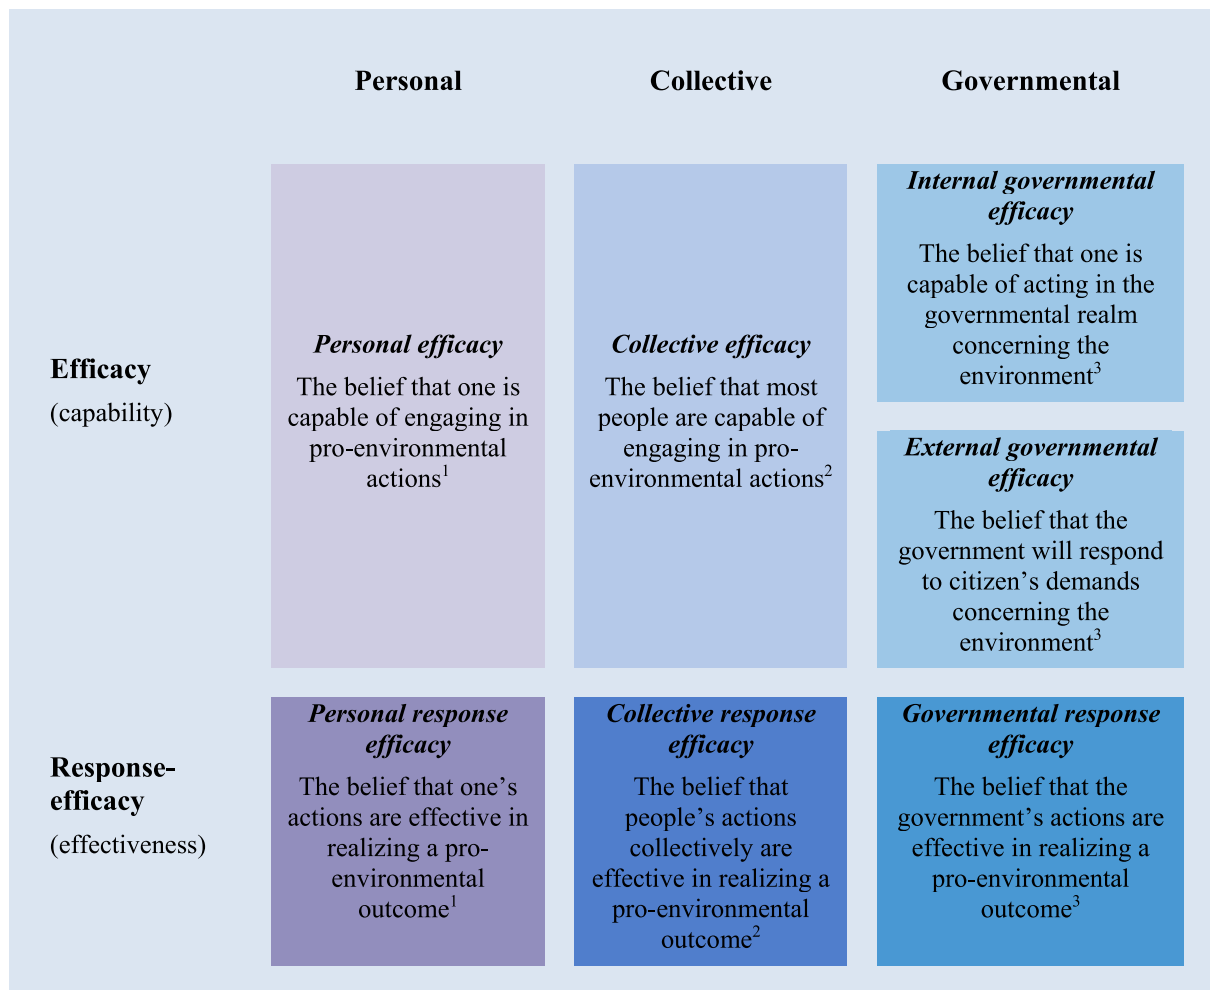 Personal
Collective
Governmental
Efficacy
(capability)
Personal efficacy
The belief that one is
capable of engaging in
pro-environmental
actions1
Collective efficacy
The belief that most
people are capable of
engaging in pro-
environmental actions2
Internal governmental
efficacy
The belief that one is
capable of acting in the
governmental realm
concerning the
environment3
External governmental
efficacy
The belief that the
government will respond
to citizen’s demands
concerning the
environment3
Response-
efficacy
(effectiveness)
Personal response
efficacy
The belief that one’s
actions are effective in
realizing a pro-
environmental
outcome1
Collective response
efficacy
The belief that
people’s actions
collectively are
effective in realizing a
pro-environmental
outcome2
Governmental response
efficacy
The belief that the
government’s actions are
effective in realizing a
pro-environmental
outcome3